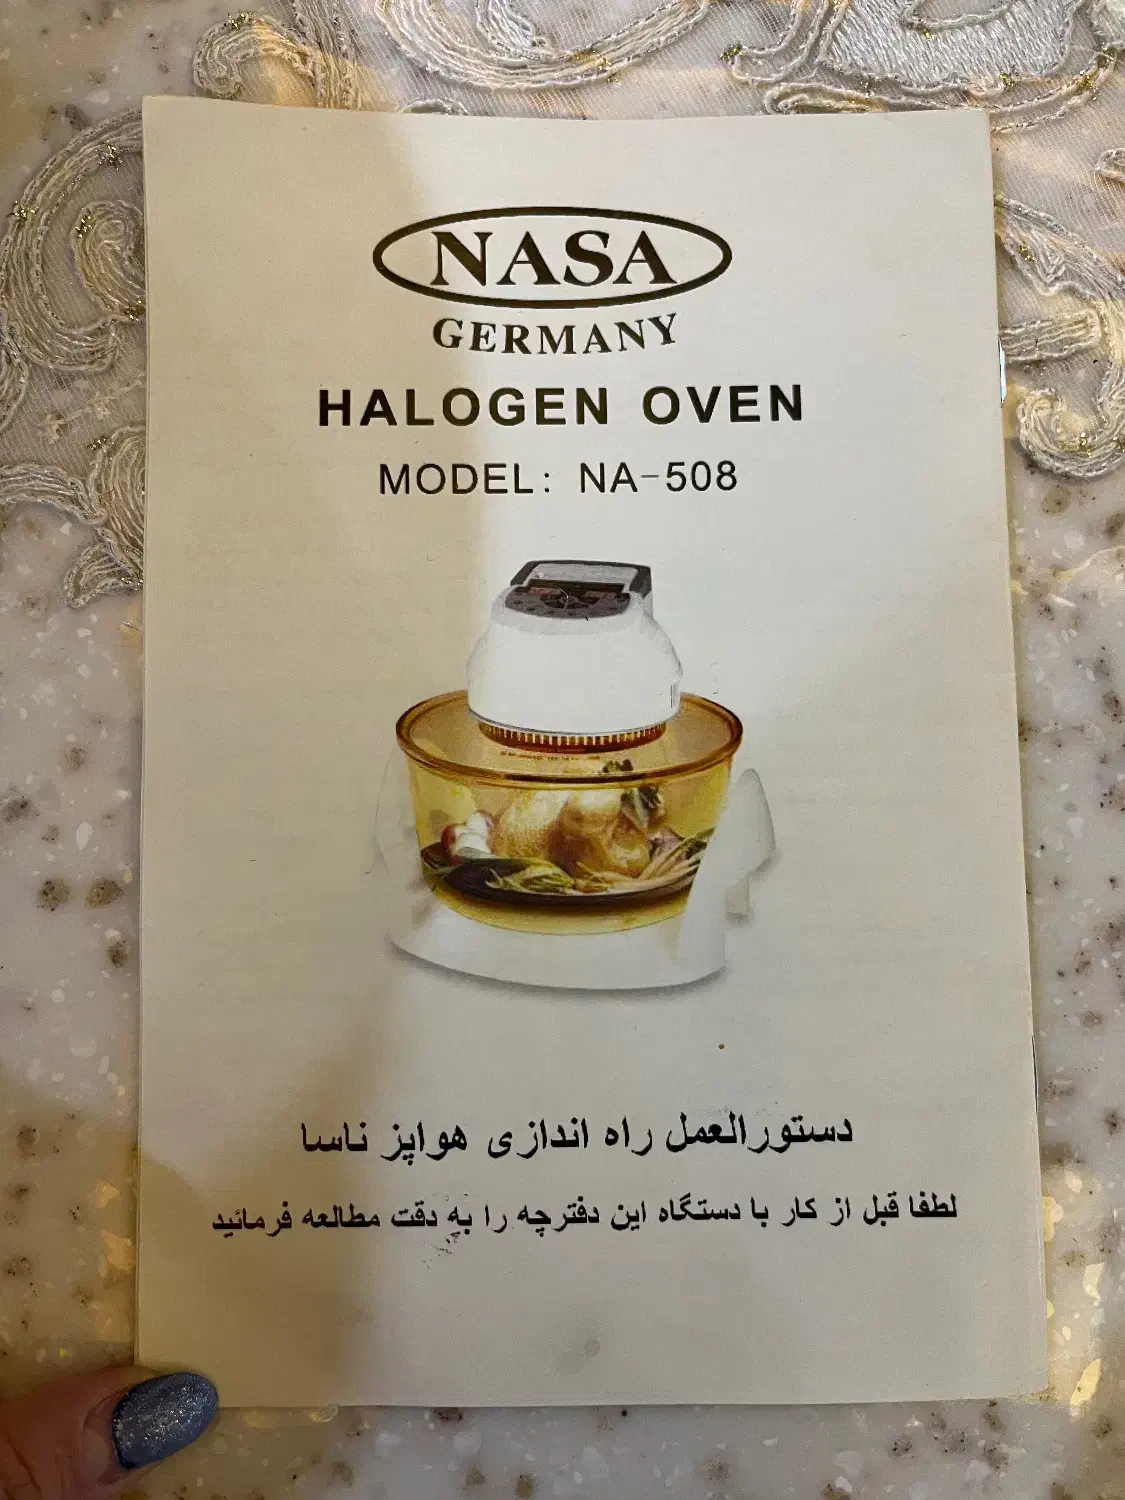 NASA
GERMANY
HALOGEN OVEN
MODEL: NA-508
دستورالعمل راه اندازی هواپز ناسا
لطفا قبل از کار با دستگاه این دفترچه را به دقت مطالعه فرمائید